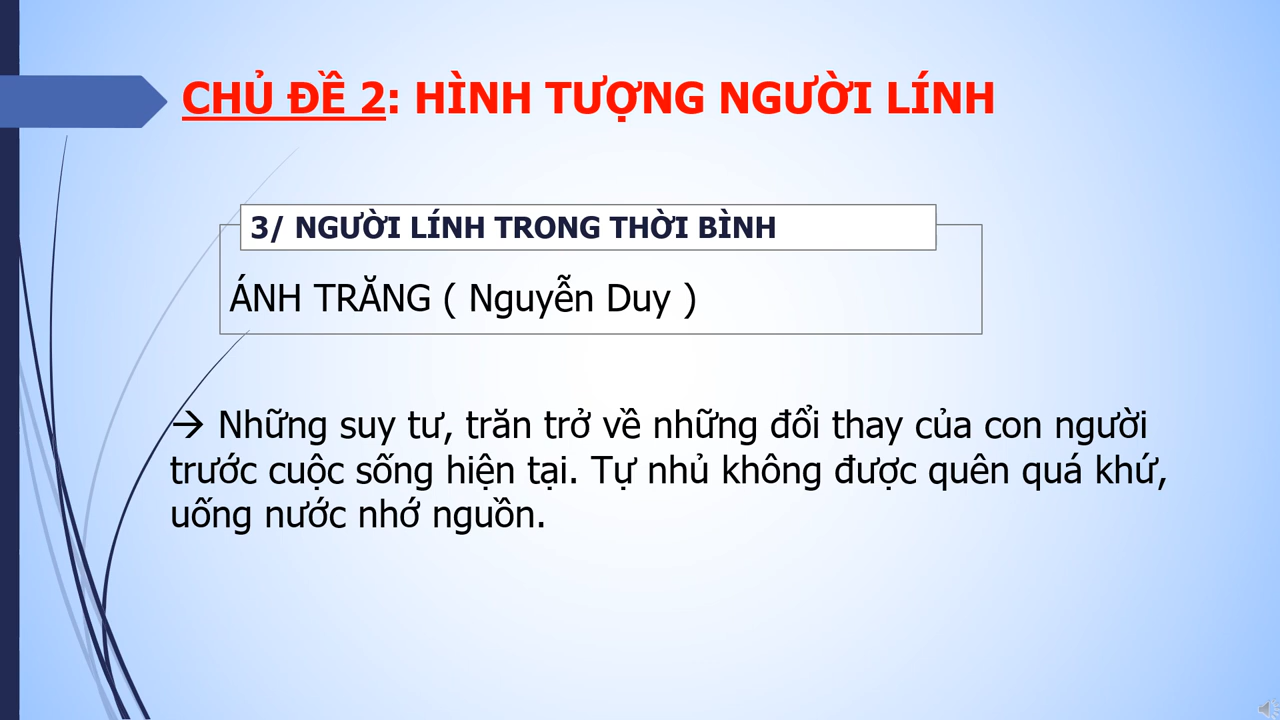 CHỦ ĐỀ 2: HÌNH TƯỢNG NGƯỜI LÍNH
3/ NGƯỜI LÍNH TRONG THỜI BÌNH
ÁNH TRĂNG ( Nguyễn Duy )
→ Những suy tư, trăn trở về những đổi thay của con người
trước cuộc sống hiện tại. Tự nhủ không được quên quá khứ,
uống nước nhớ nguồn.